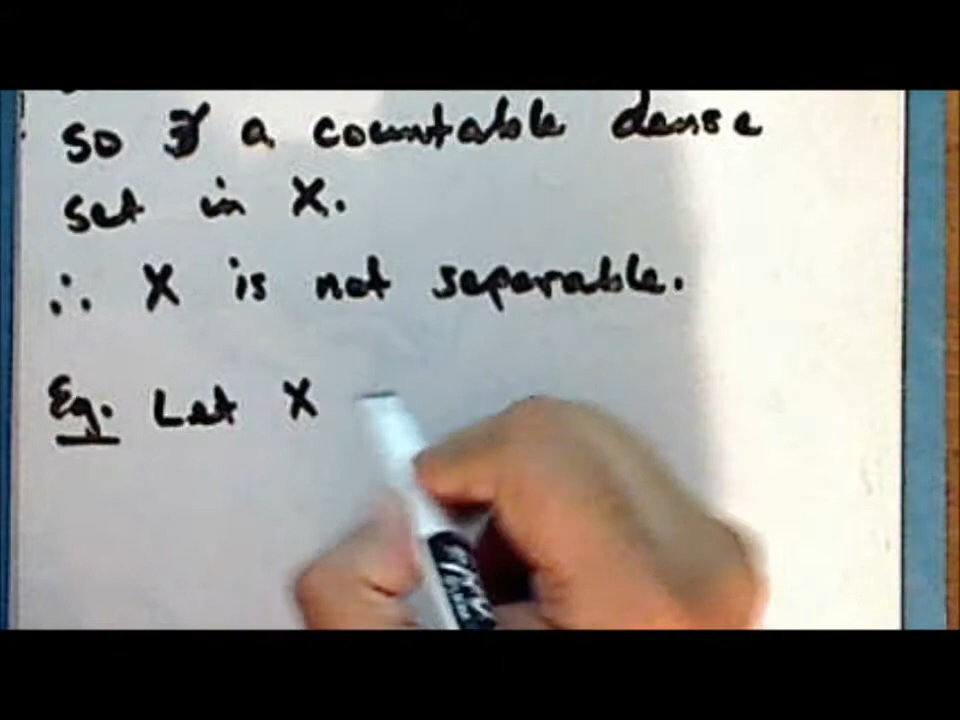 so ∄ a countable dense
set in X.
∴ X is not separable.
Eg. Let X